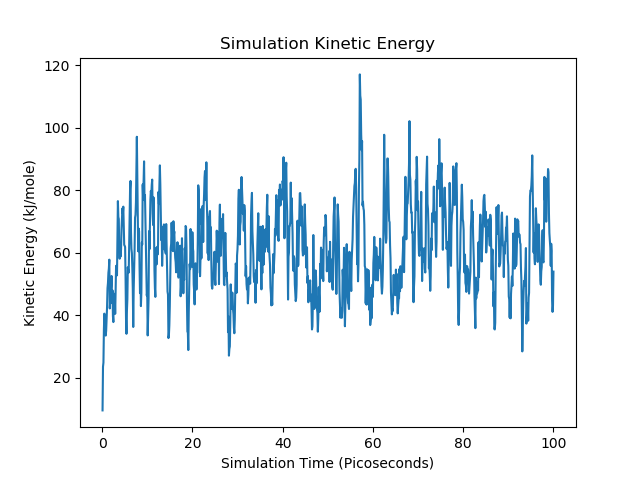 Simulation Kinetic Energy
120
100
80
60
40
20
Kinetic Energy (kJ/mole)
0 20 40 60 80 100
Simulation Time (Picoseconds)